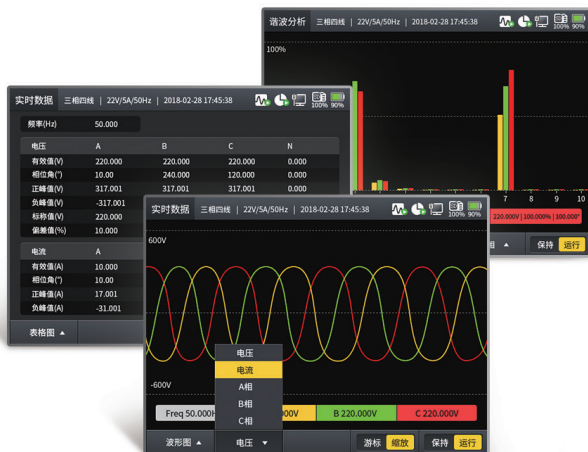 谐波分析 三相四线 | 22V/5A/50Hz | 2018-02-28 17:45:38 100% 90%
100%
7 8 9 10
220.000V | 100.000% | 100.000°
相 ▲ 保持 运行
实时数据 三相四线 | 22V/5A/50Hz | 2018-02-28 17:45:38 100% 90%
频率(Hz) 50.000
电压 A B C N
有效值(V) 220.000 220.000 220.000 0.000
相位角(°) 10.00 240.000 120.000 0.000
正峰值(V) 317.001 317.001 317.001 0.000
负峰值(V) -317.001
标称值(V) 220.000
偏差值(%) 10.000
电流 A
有效值(A) 10.000
相位角(°) 10.00
正峰值(A) 17.001
负峰值(A) -31.001
表格图 ▲
实时数据 三相四线 | 22V/5A/50Hz | 2018-02-28 17:45:38 100% 90%
600V
-600V
电压
电流
A相
B相
C相
Freq 50.000H 000V B 220.000V C 220.000V
波形图 ▲ 电压 ▼ 游标 缩放 保持 运行